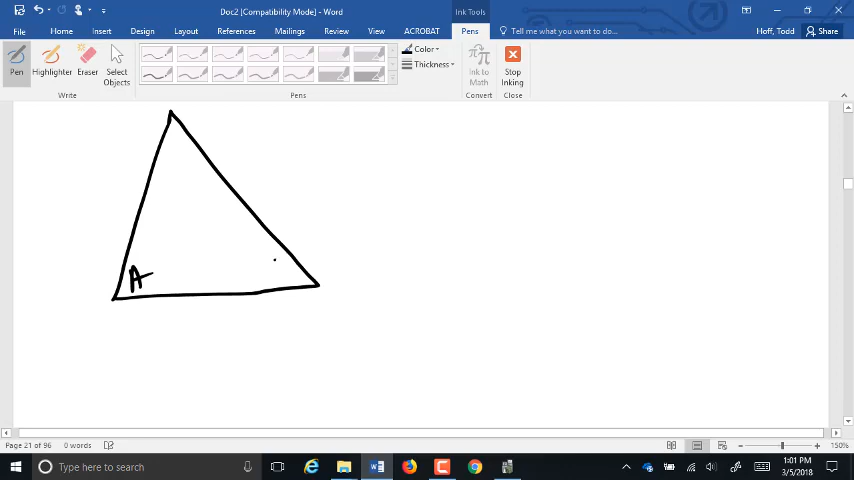 Doc2 [Compatibility Mode] - Word
Ink Tools
Hoff, Todd
Share
File
Home
Insert
Design
Layout
References
Mailings
Review
View
ACROBAT
Pens
Tell me what you want to do...
Pen
Highlighter
Eraser
Select
Objects
Color
Thickness
Ink to
Math
Stop
Inking
Write
Pens
Convert
Close
A
Page 21 of 96
0 words
150%
Type here to search
1:01 PM
3/5/2018